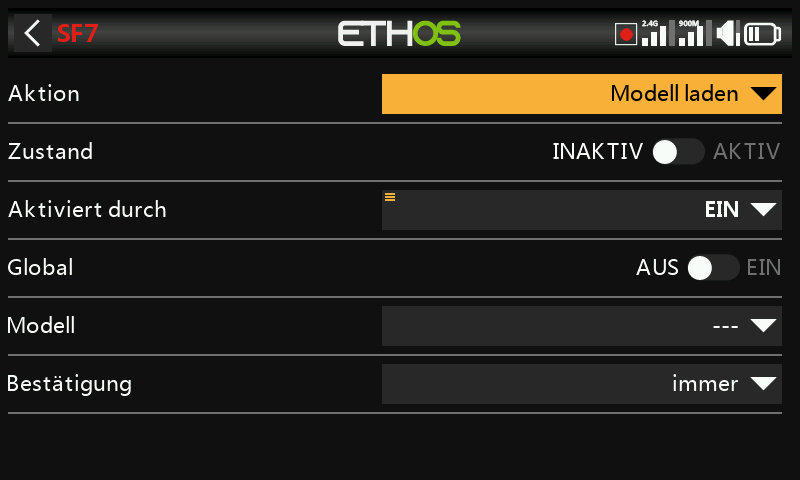 SF7
ETHOS
2.4G
900M
Aktion
Modell laden
Zustand
INAKTIV
AKTIV
Aktiviert durch
EIN
Global
AUS
EIN
Modell
---
Bestätigung
immer